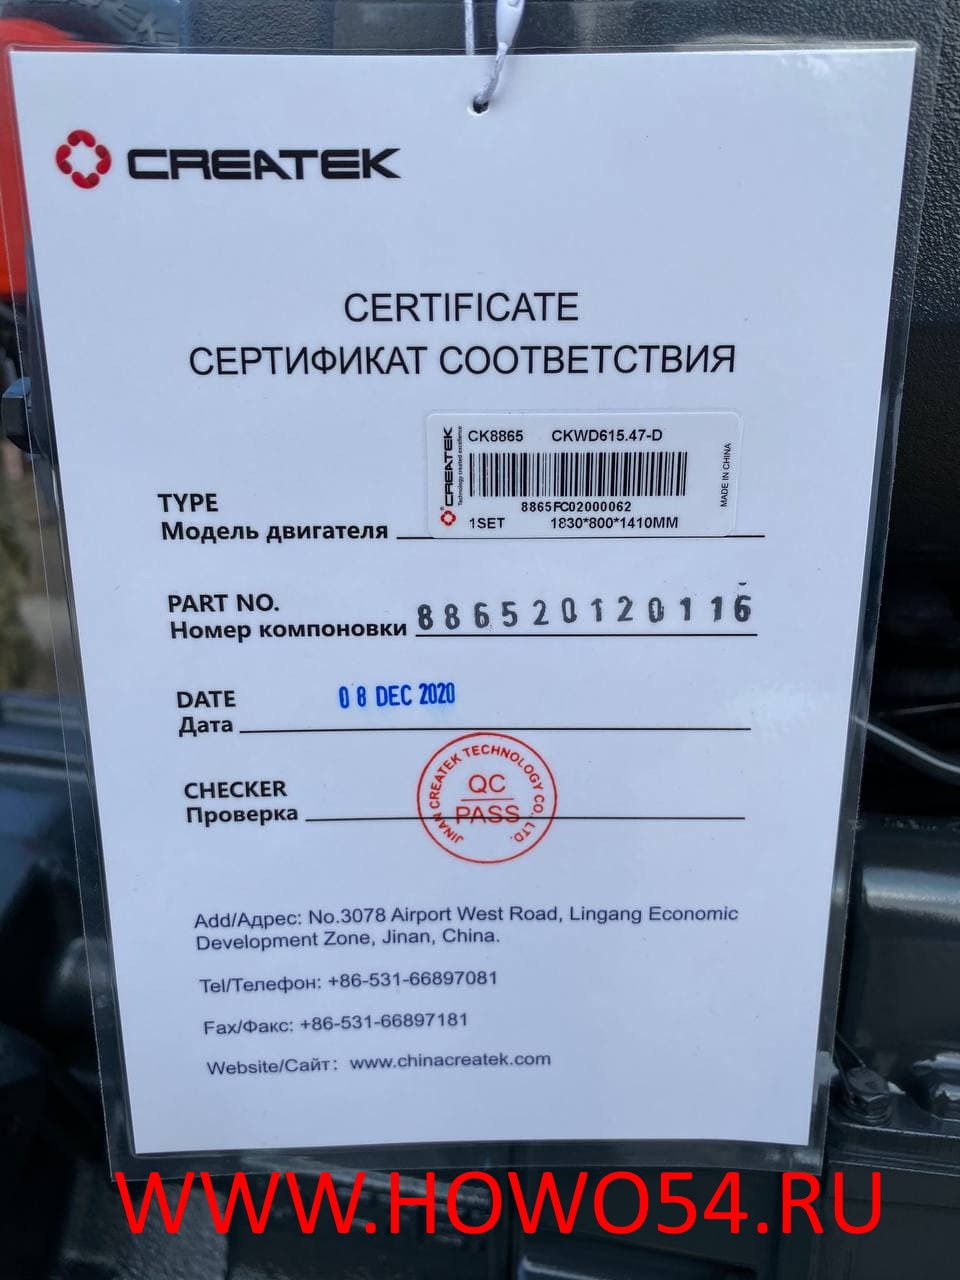 CREATEK
CERTIFICATE
СЕРТИФИКАТ СООТВЕТСТВИЯ
CREATEK
Technology created excellence
CK8865 CKWD615.47-D
8865FC02000062
1SET 1830*800*1410MM
MADE IN CHINA
TYPE
Модель двигателя
PART NO.
Номер компоновки 886520120116
DATE 08 DEC 2020
Дата
CHECKER
Проверка
JINAN CREATEK TECHNOLOGY CO., LTD.
QC
PASS
Add/Адрес: No.3078 Airport West Road, Lingang Economic
Development Zone, Jinan, China.
Tel/Телефон: +86-531-66897081
Fax/Факс: +86-531-66897181
Website/Сайт: www.chinacreatek.com
WWW.HOWO54.RU